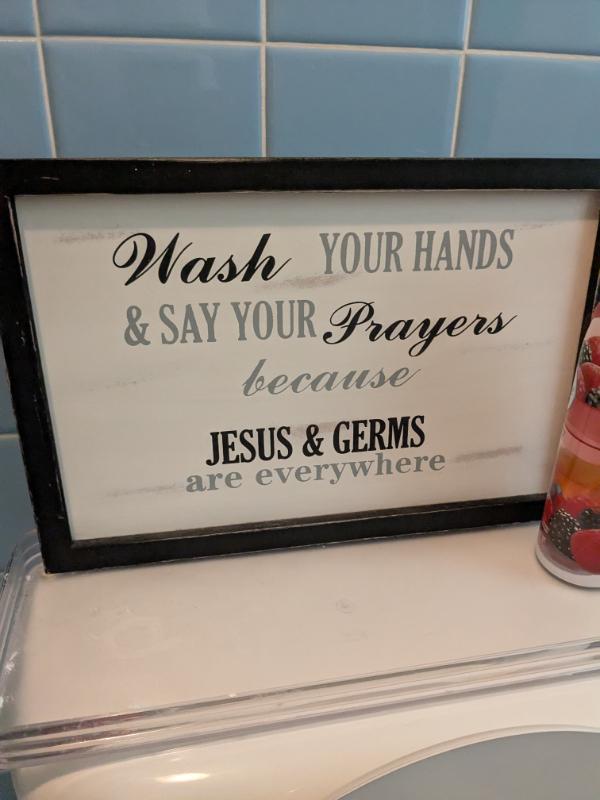 Wash YOUR HANDS
& SAY YOUR Prayers
because
JESUS & GERMS
are everywhere